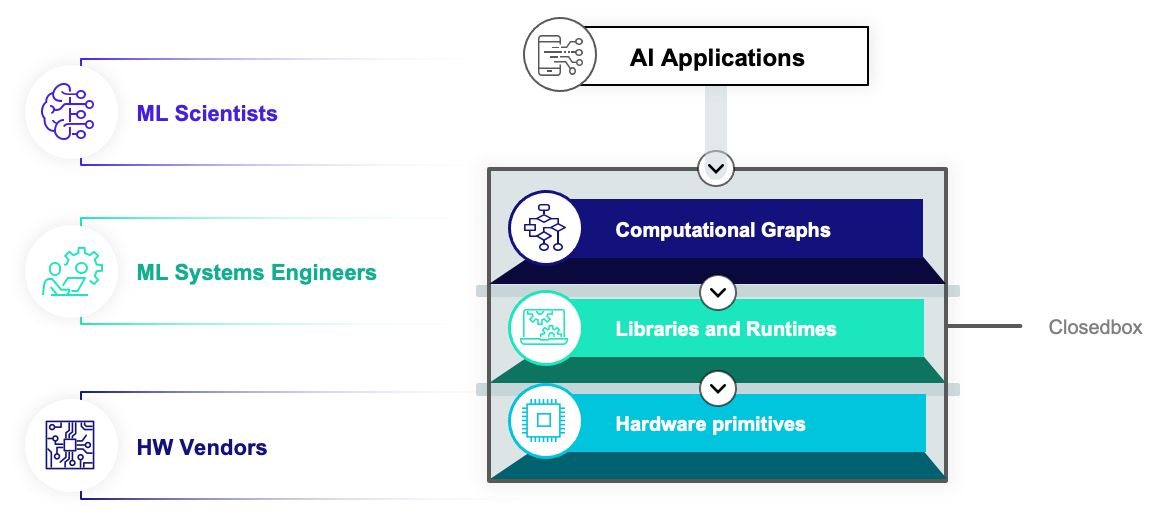 AI Applications
ML Scientists
Computational Graphs
ML Systems Engineers
Libraries and Runtimes
Closedbox
Hardware primitives
HW Vendors